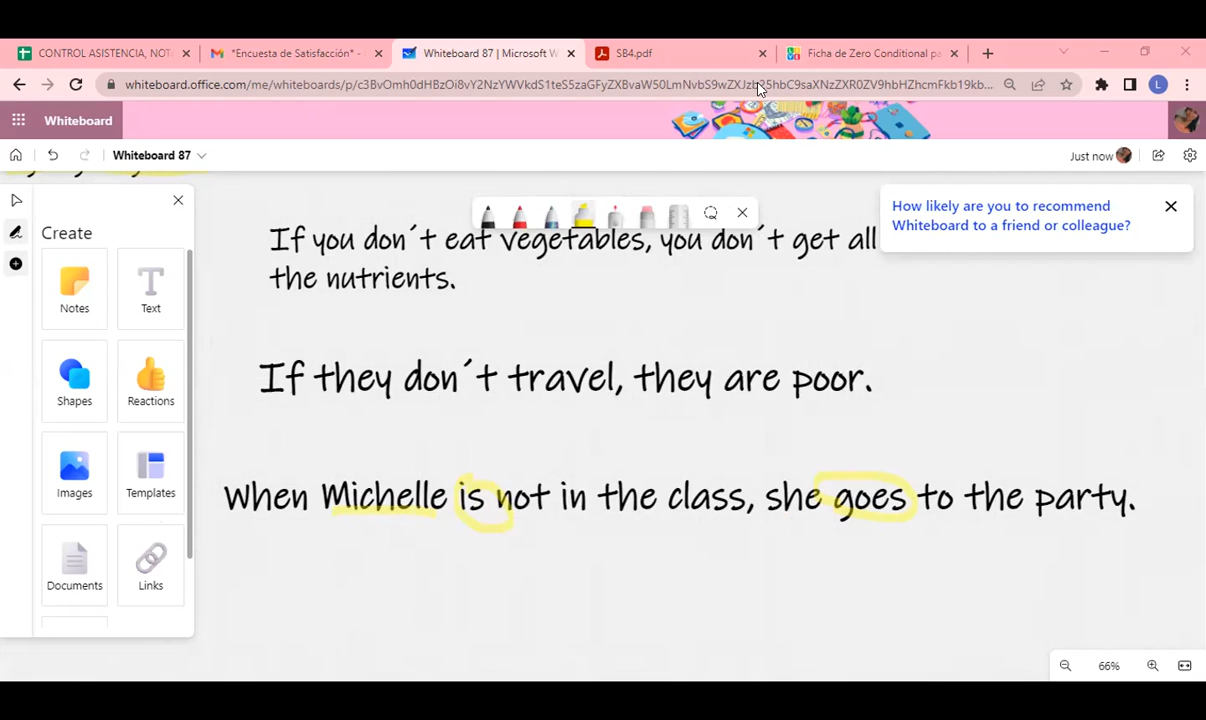 CONTROL ASISTENCIA, NOT
*Encuesta de Satisfacción* -
Whiteboard 87 | Microsoft W
SB4.pdf
Ficha de Zero Conditional pa
Whiteboard
Whiteboard 87
Just now
How likely are you to recommend
Whiteboard to a friend or colleague?
Create
Notes
Text
Shapes
Reactions
Images
Templates
Documents
Links
If you don´t eat vegetables, you don´t get all
the nutrients.
If they don´t travel, they are poor.
When Michelle is not in the class, she goes to the party.
66%